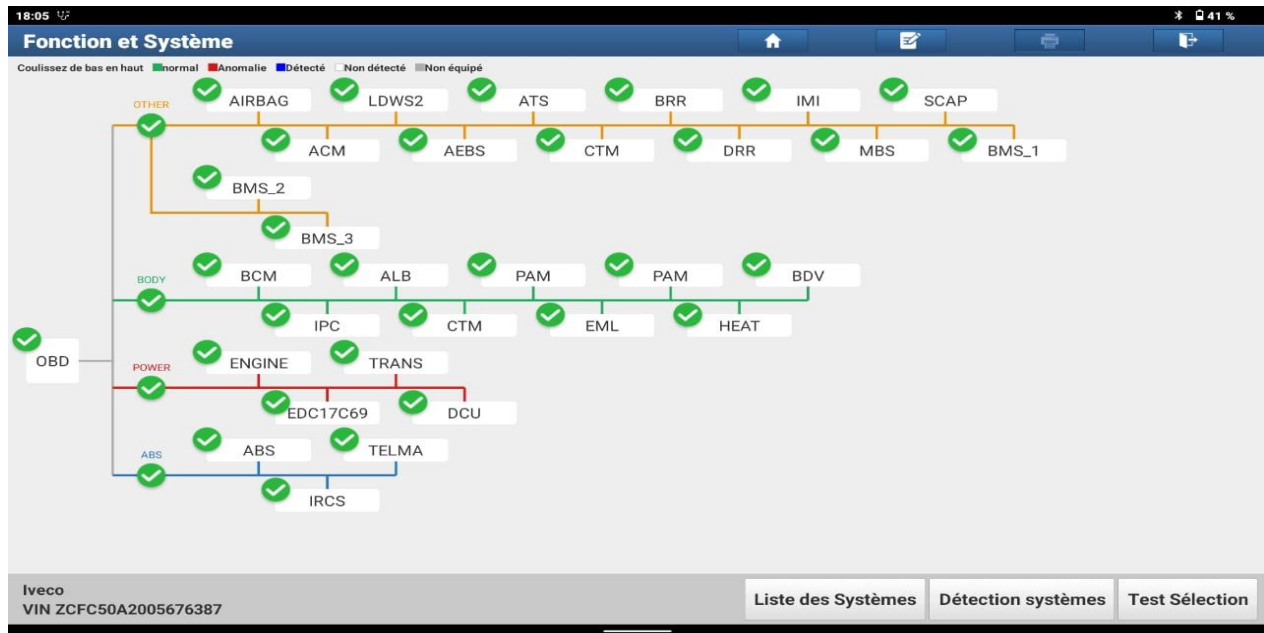 18:05
41 %
Fonction et Système
Coulissez de bas en haut normal Anomalie Détecté Non détecté Non équipé
OTHER
AIRBAG LDWS2 ATS BRR IMI SCAP
ACM AEBS CTM DRR MBS BMS_1
BMS_2
BMS_3
BODY
BCM ALB PAM PAM BDV
IPC CTM EML HEAT
OBD
POWER
ENGINE TRANS
EDC17C69 DCU
ABS
ABS TELMA
IRCS
Iveco
VIN ZCFC50A2005676387
Liste des Systèmes Détection systèmes Test Sélection